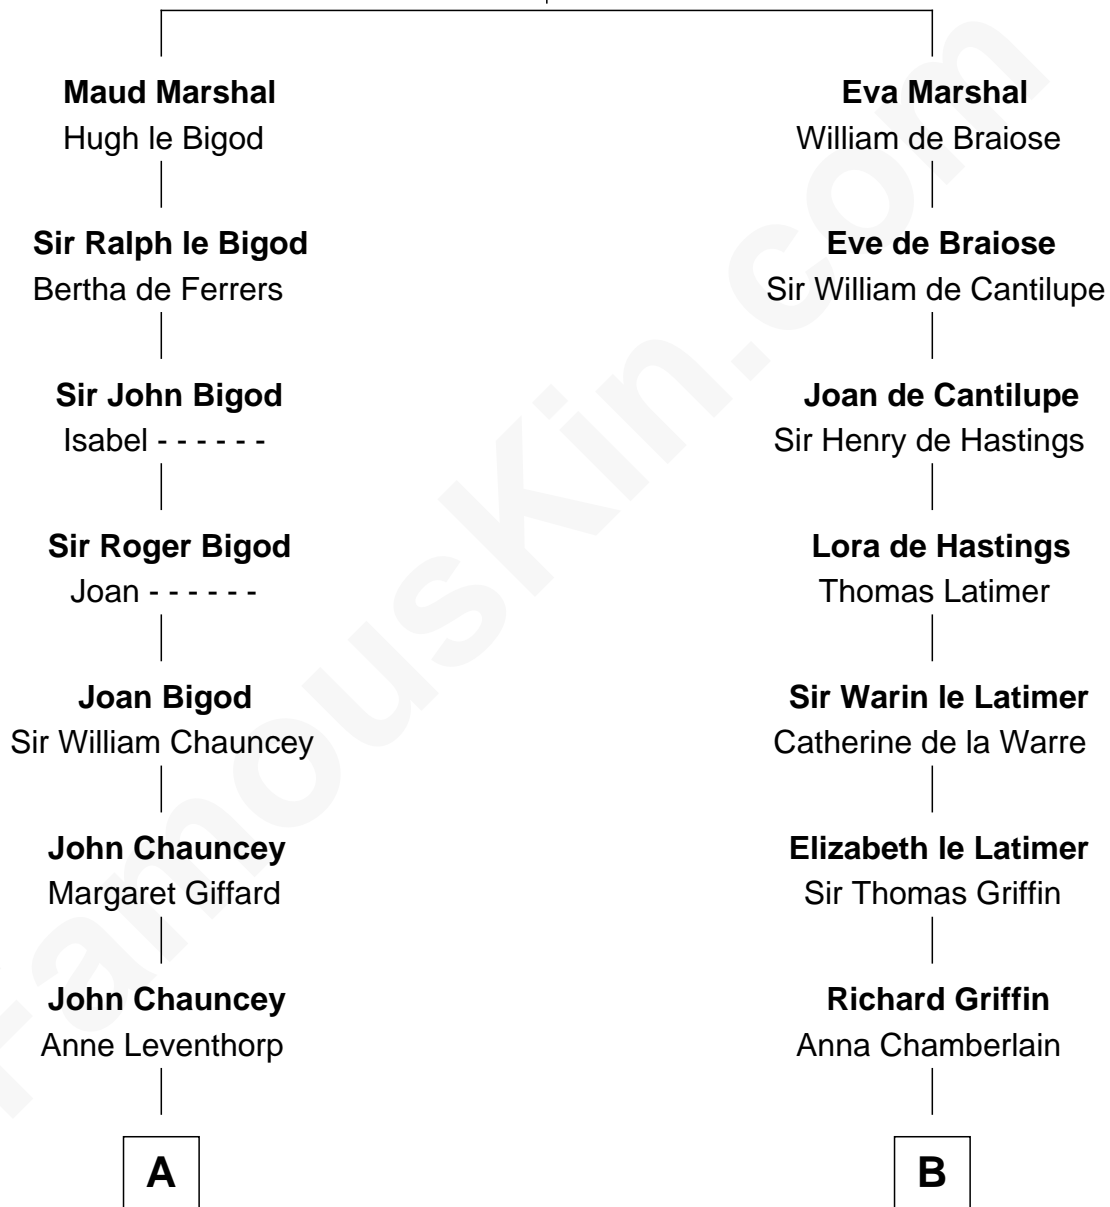 Maud Marshal
Hugh le Bigod
Sir Ralph le Bigod
Bertha de Ferrers
Sir John Bigod
Isabel - - - - - -
Sir Roger Bigod
Joan - - - - - -
Joan Bigod
Sir William Chauncey
John Chauncey
Margaret Giffard
John Chauncey
Anne Leventhorp
A
Eva Marshal
William de Braiose
Eve de Braiose
Sir William de Cantilupe
Joan de Cantilupe
Sir Henry de Hastings
Lora de Hastings
Thomas Latimer
Sir Warin le Latimer
Catherine de la Warre
Elizabeth le Latimer
Sir Thomas Griffin
Richard Griffin
Anna Chamberlain
B
FamousKin.com